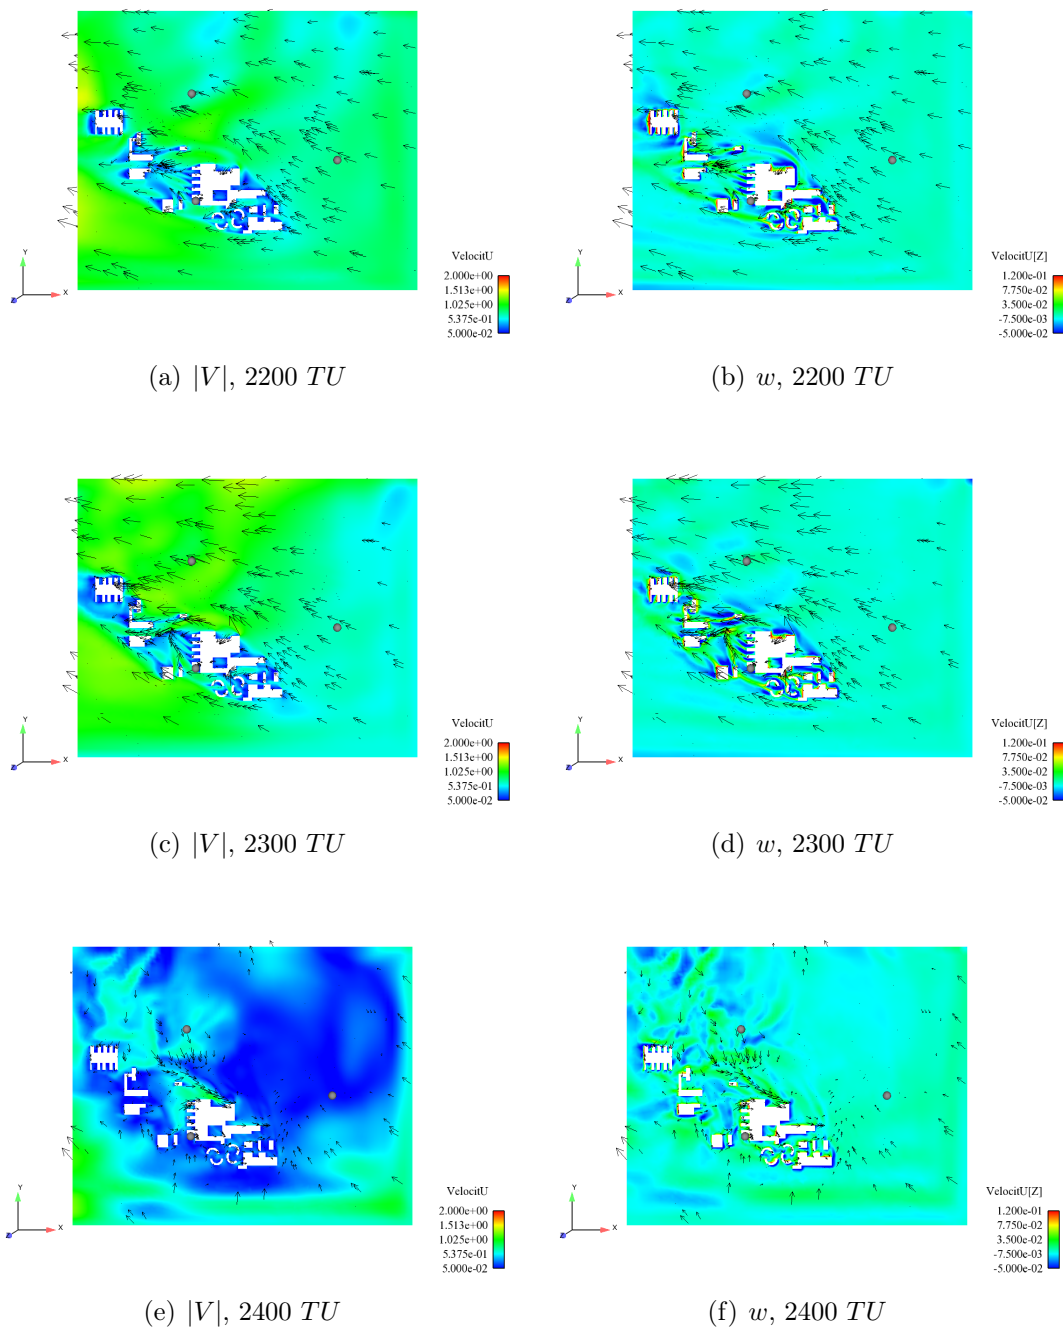 VelocitU
2.000e+00
1.513e+00
1.025e+00
5.375e-01
5.000e-02
Y
X
Z
(a) |V|, 2200 TU
VelocitU[Z]
1.200e-01
7.750e-02
3.500e-02
-7.500e-03
-5.000e-02
Y
X
Z
(b) w, 2200 TU
VelocitU
2.000e+00
1.513e+00
1.025e+00
5.375e-01
5.000e-02
Y
X
Z
(c) |V|, 2300 TU
VelocitU[Z]
1.200e-01
7.750e-02
3.500e-02
-7.500e-03
-5.000e-02
Y
X
Z
(d) w, 2300 TU
VelocitU
2.000e+00
1.513e+00
1.025e+00
5.375e-01
5.000e-02
Y
X
Z
(e) |V|, 2400 TU
VelocitU[Z]
1.200e-01
7.750e-02
3.500e-02
-7.500e-03
-5.000e-02
Y
X
Z
(f) w, 2400 TU